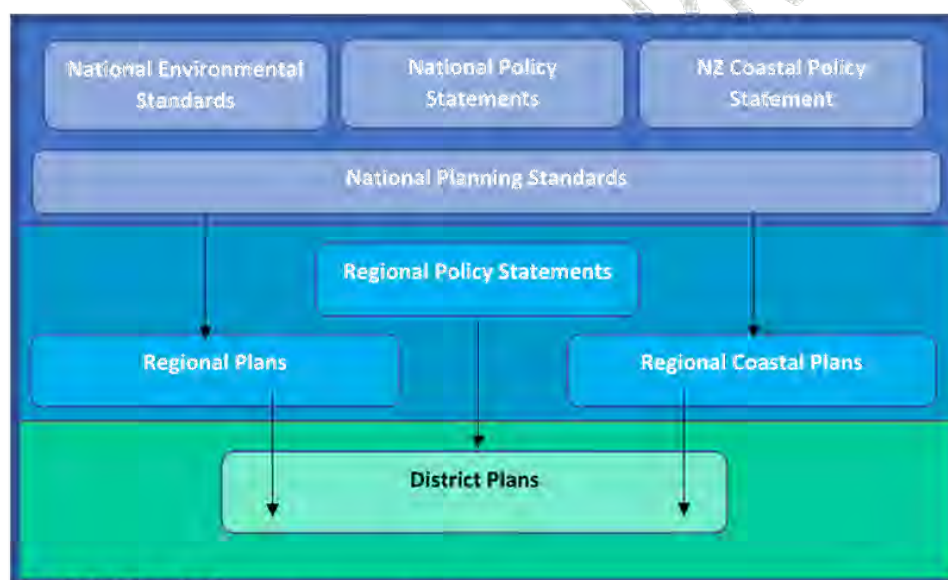 National Environmental
Standards
National Policy
Statements
NZ Coastal Policy
Statement
National Planning Standards
Regional Policy Statements
Regional Plans
Regional Coastal Plans
District Plans